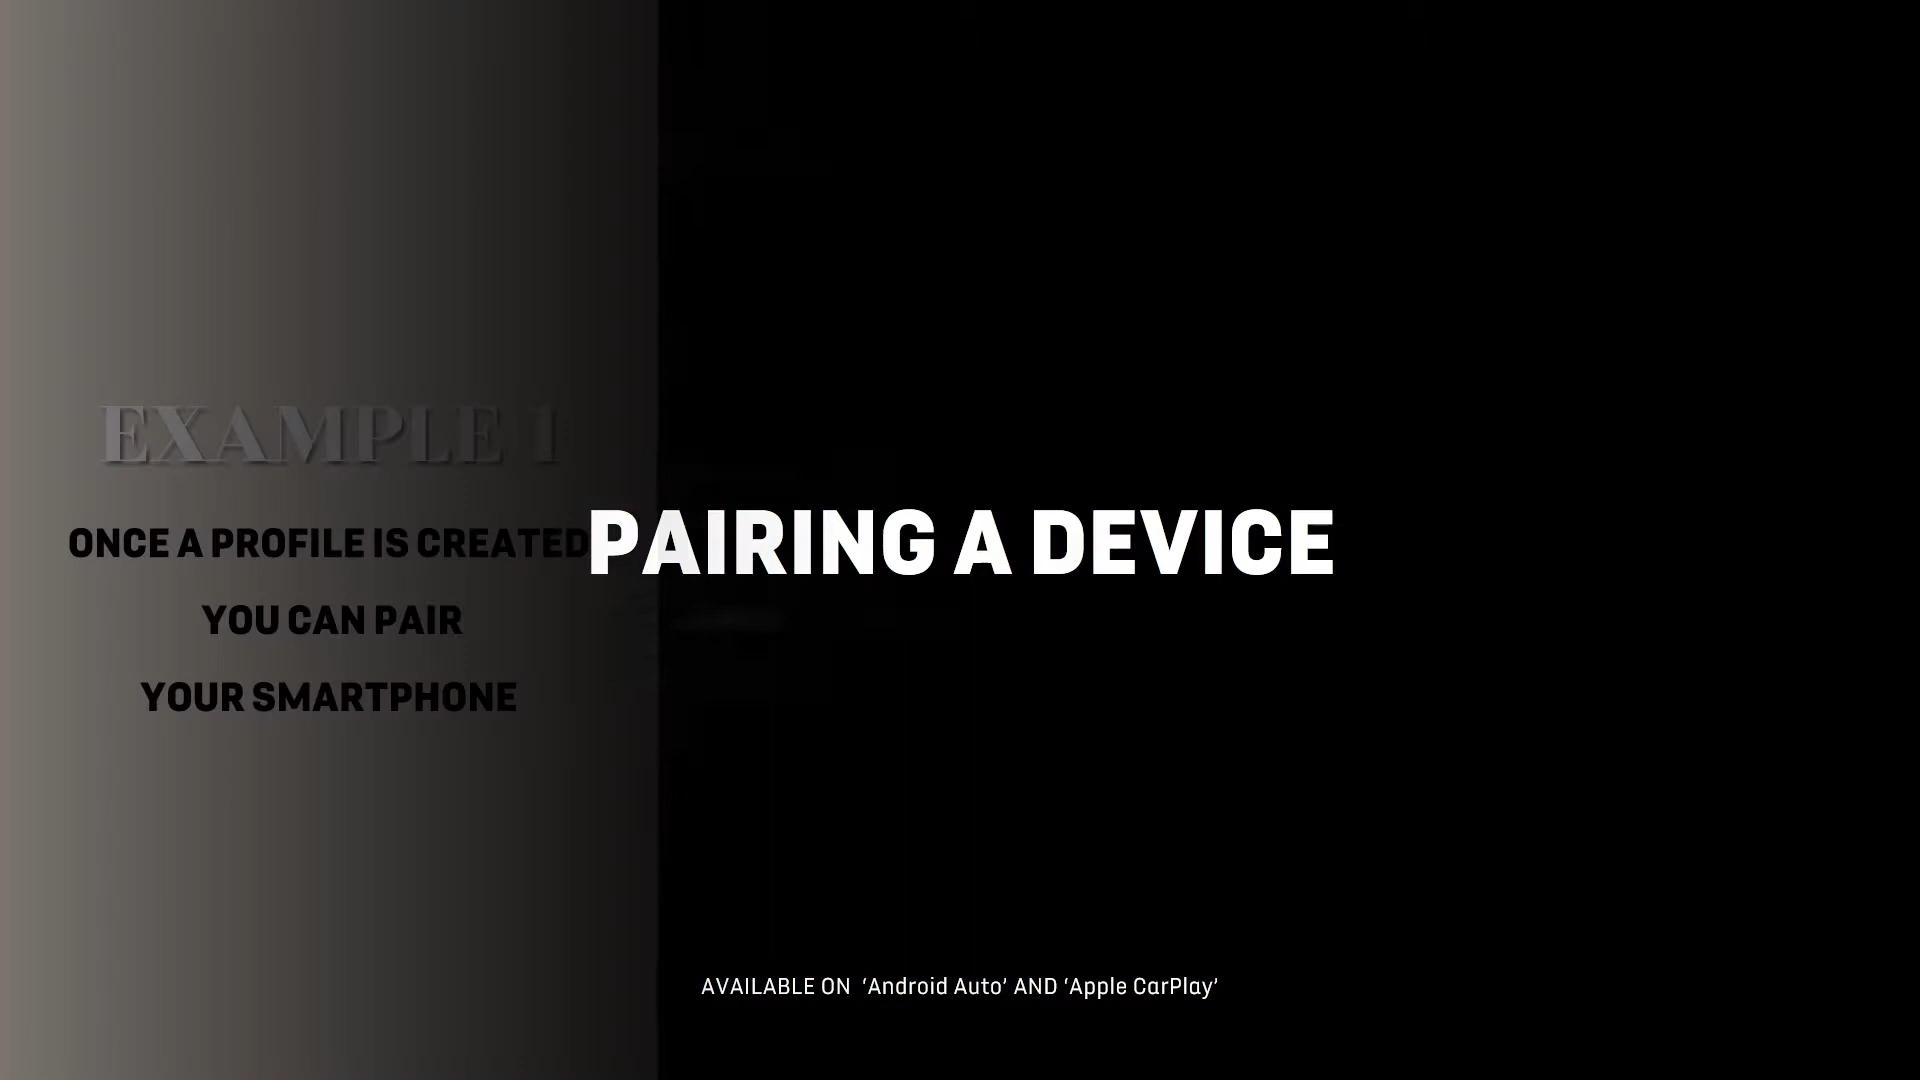 EXAMPLE 1
ONCE A PROFILE IS CREATED
YOU CAN PAIR
YOUR SMARTPHONE
PAIRING A DEVICE
AVAILABLE ON ‘Android Auto’ AND ‘Apple CarPlay’